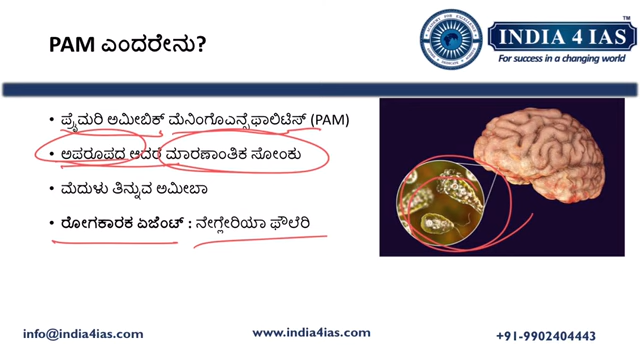 PAM ಎಂದರೇನು?
INDIA 4 IAS
TM
For success in a changing world
ಪ್ರೈಮರಿ ಅಮೀಬಿಕ್ ಮೆನಿಂಗೊಎನ್ಸೆಫಾಲಿಟಿಸ್ (PAM)
ಅಪರೂಪದ ಆದರೆ ಮಾರಣಾಂತಿಕ ಸೋಂಕು
ಮೆದುಳು ತಿನ್ನುವ ಅಮೀಬಾ
ರೋಗಕಾರಕ ಏಜೆಂಟ್ : ನೇಗ್ಲೇರಿಯಾ ಫೌಲೆರಿ
info@india4ias.com
www.india4ias.com
+91-9902404443